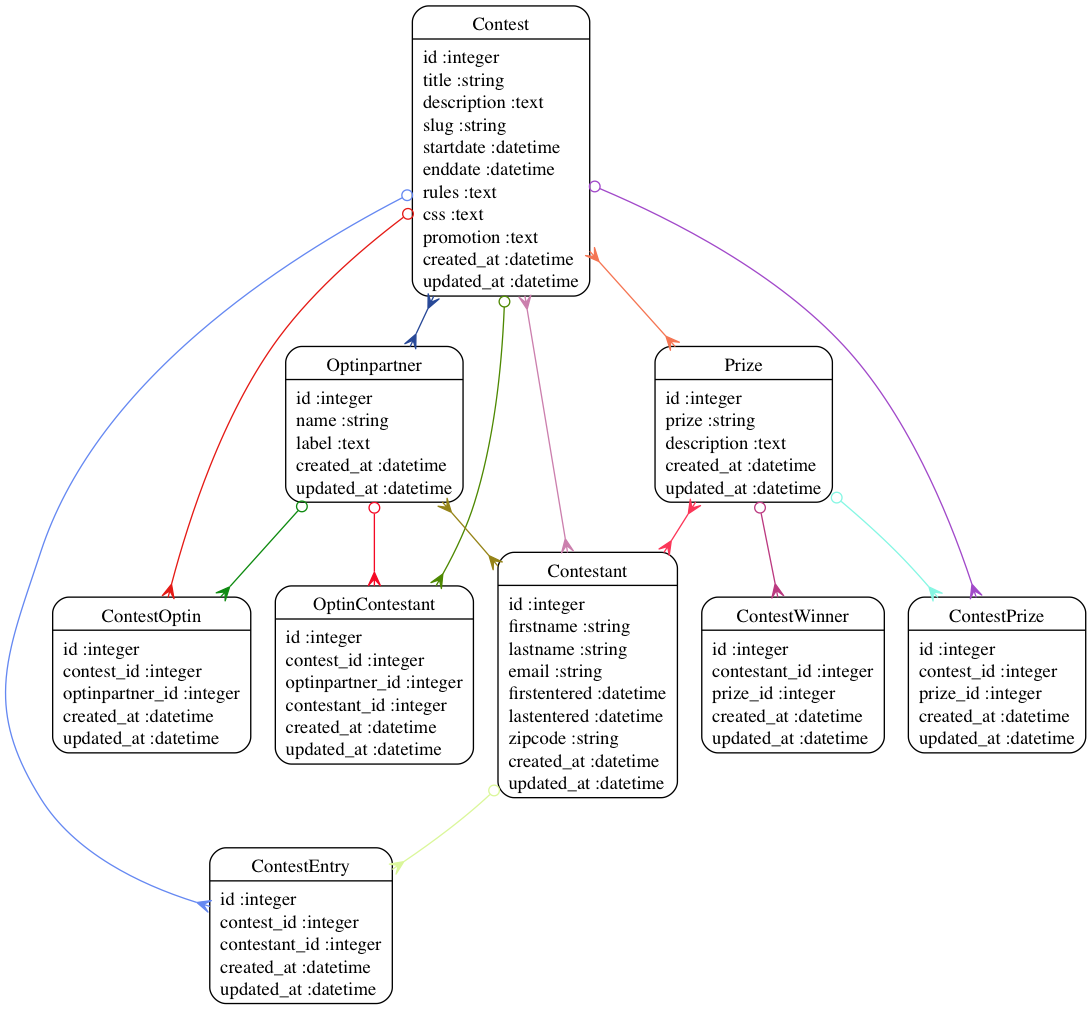 Contest
id :integer
title :string
description :text
slug :string
startdate :datetime
enddate :datetime
rules :text
css :text
promotion :text
created_at :datetime
updated_at :datetime
Optinpartner
id :integer
name :string
label :text
created_at :datetime
updated_at :datetime
Prize
id :integer
prize :string
description :text
created_at :datetime
updated_at :datetime
ContestOptin
id :integer
contest_id :integer
optinpartner_id :integer
created_at :datetime
updated_at :datetime
OptinContestant
id :integer
contest_id :integer
optinpartner_id :integer
contestant_id :integer
created_at :datetime
updated_at :datetime
Contestant
id :integer
firstname :string
lastname :string
email :string
firstentered :datetime
lastentered :datetime
zipcode :string
created_at :datetime
updated_at :datetime
ContestWinner
id :integer
contestant_id :integer
prize_id :integer
created_at :datetime
updated_at :datetime
ContestPrize
id :integer
contest_id :integer
prize_id :integer
created_at :datetime
updated_at :datetime
ContestEntry
id :integer
contest_id :integer
contestant_id :integer
created_at :datetime
updated_at :datetime